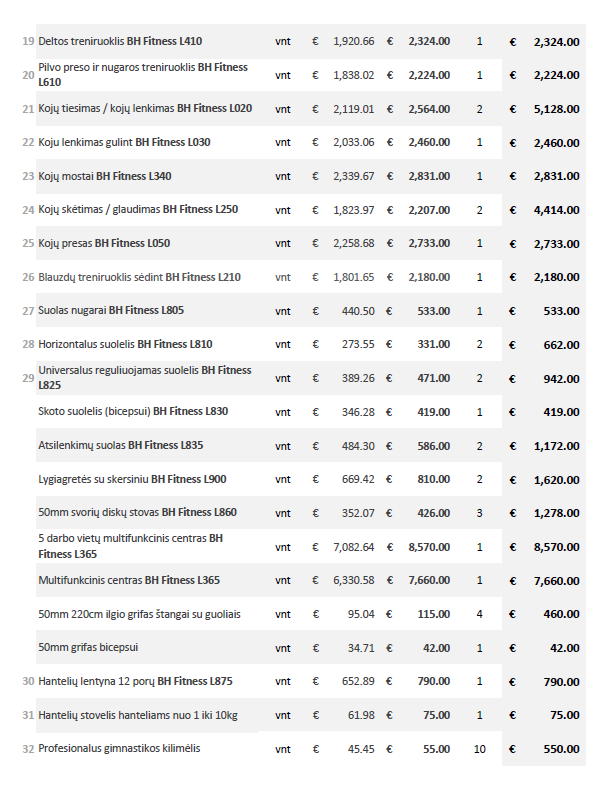 19 Deltos treniruoklis BH Fitness L410 vnt € 1,920.66 € 2,324.00 1 € 2,324.00
20 Pilvo preso ir nugaros treniruoklis BH Fitness
L610 vnt € 1,838.02 € 2,224.00 1 € 2,224.00
21 Kojų tiesimas / kojų lenkimas BH Fitness L020 vnt € 2,119.01 € 2,564.00 2 € 5,128.00
22 Koju lenkimas gulint BH Fitness L030 vnt € 2,033.06 € 2,460.00 1 € 2,460.00
23 Kojų mostai BH Fitness L340 vnt € 2,339.67 € 2,831.00 1 € 2,831.00
24 Kojų skėtimas / glaudimas BH Fitness L250 vnt € 1,823.97 € 2,207.00 2 € 4,414.00
25 Kojų presas BH Fitness L050 vnt € 2,258.68 € 2,733.00 1 € 2,733.00
26 Blauzdų treniruoklis sėdint BH Fitness L210 vnt € 1,801.65 € 2,180.00 1 € 2,180.00
27 Suolas nugarai BH Fitness L805 vnt € 440.50 € 533.00 1 € 533.00
28 Horizontalus suolelis BH Fitness L810 vnt € 273.55 € 331.00 2 € 662.00
29 Universalus reguliuojamas suolelis BH Fitness
L825 vnt € 389.26 € 471.00 2 € 942.00
Skoto suolelis (bicepsui) BH Fitness L830 vnt € 346.28 € 419.00 1 € 419.00
Atsilenkimų suolas BH Fitness L835 vnt € 484.30 € 586.00 2 € 1,172.00
Lygiagretės su skersiniu BH Fitness L900 vnt € 669.42 € 810.00 2 € 1,620.00
50mm svorių diskų stovas BH Fitness L860 vnt € 352.07 € 426.00 3 € 1,278.00
5 darbo vietų multifunkcinis centras BH
Fitness L365 vnt € 7,082.64 € 8,570.00 1 € 8,570.00
Multifunkcinis centras BH Fitness L365 vnt € 6,330.58 € 7,660.00 1 € 7,660.00
50mm 220cm ilgio grifas štangai su guoliais vnt € 95.04 € 115.00 4 € 460.00
50mm grifas bicepsui vnt € 34.71 € 42.00 1 € 42.00
30 Hantelių lentyna 12 porų BH Fitness L875 vnt € 652.89 € 790.00 1 € 790.00
31 Hantelių stovelis hanteliams nuo 1 iki 10kg vnt € 61.98 € 75.00 1 € 75.00
32 Profesionalus gimnastikos kilimėlis vnt € 45.45 € 55.00 10 € 550.00